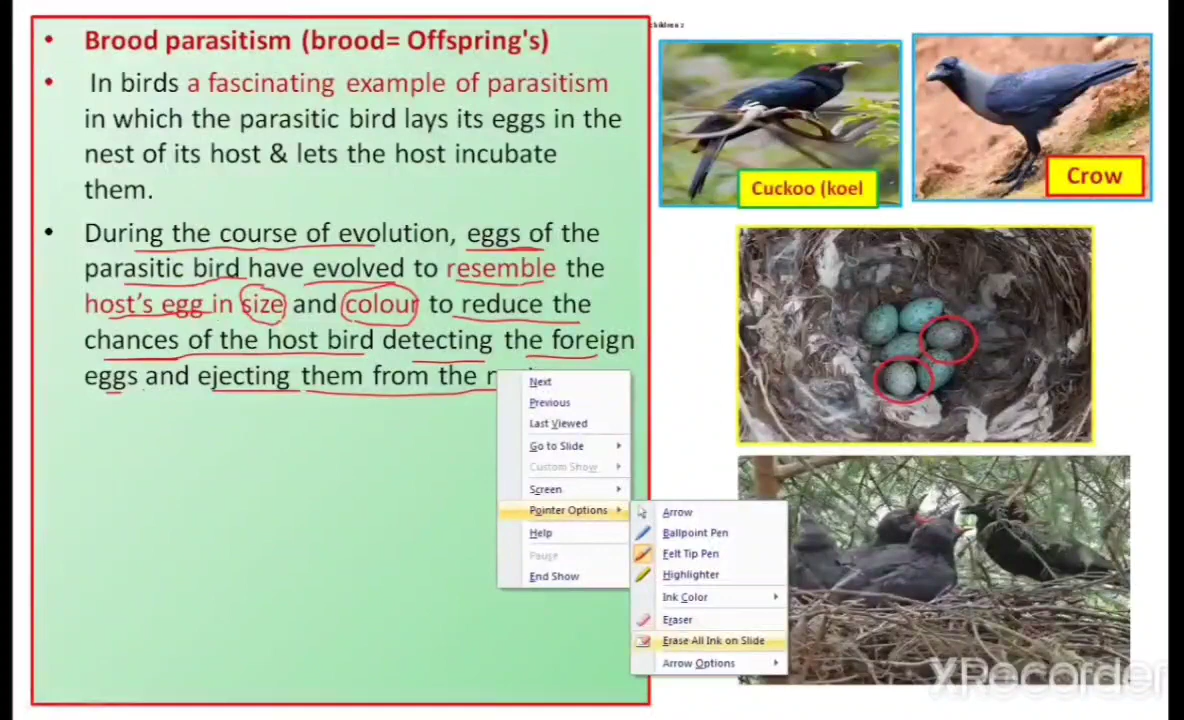 Brood parasitism (brood= Offspring's)
In birds a fascinating example of parasitism
in which the parasitic bird lays its eggs in the
nest of its host & lets the host incubate
them.
During the course of evolution, eggs of the
parasitic bird have evolved to resemble the
host's egg in size and colour to reduce the
chances of the host bird detecting the foreign
eggs and ejecting them from the
Cuckoo (koel
Crow
Next
Previous
Last Viewed
Go to Slide
Custom Show
Screen
Pointer Options
Help
Pause
End Show
Arrow
Ballpoint Pen
Felt Tip Pen
Highlighter
Ink Color
Eraser
Erase All Ink on Slide
Arrow Options
XRecorder